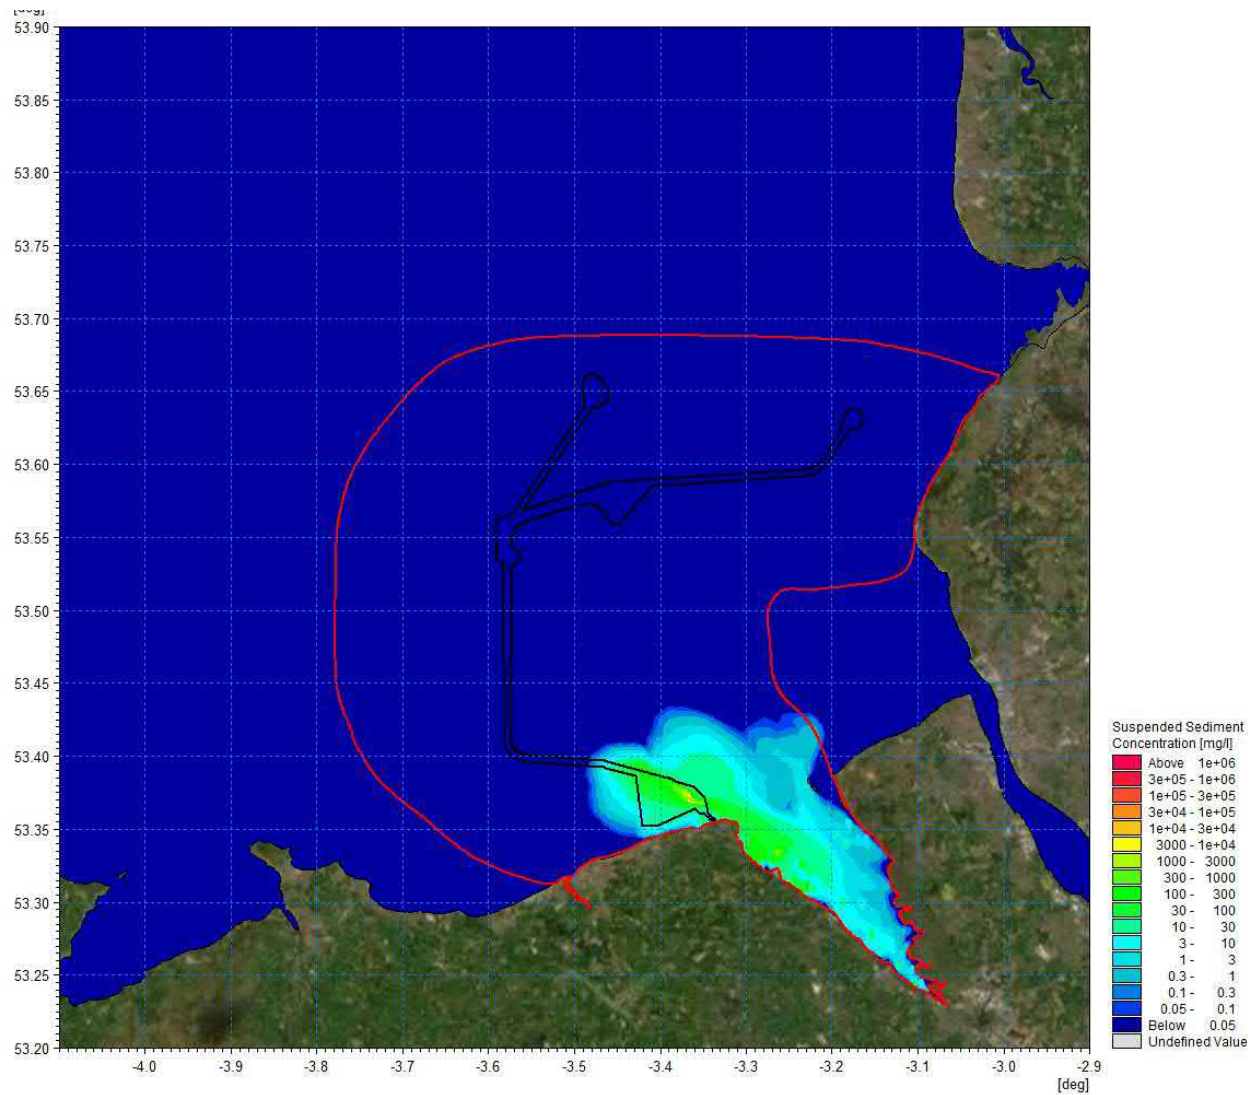 [deg]
53.90
53.85
53.80
53.75
53.70
53.65
53.60
53.55
53.50
53.45
53.40
53.35
53.30
53.25
53.20
-4.0 -3.9 -3.8 -3.7 -3.6 -3.5 -3.4 -3.3 -3.2 -3.1 -3.0 -2.9
[deg]
Suspended Sediment
Concentration [mg/l]
Above 1e+06
3e+05 - 1e+06
1e+05 - 3e+05
3e+04 - 1e+05
1e+04 - 3e+04
3000 - 1e+04
1000 - 3000
300 - 1000
100 - 300
30 - 100
10 - 30
3 - 10
1 - 3
0.3 - 1
0.1 - 0.3
0.05 - 0.1
Below 0.05
Undefined Value